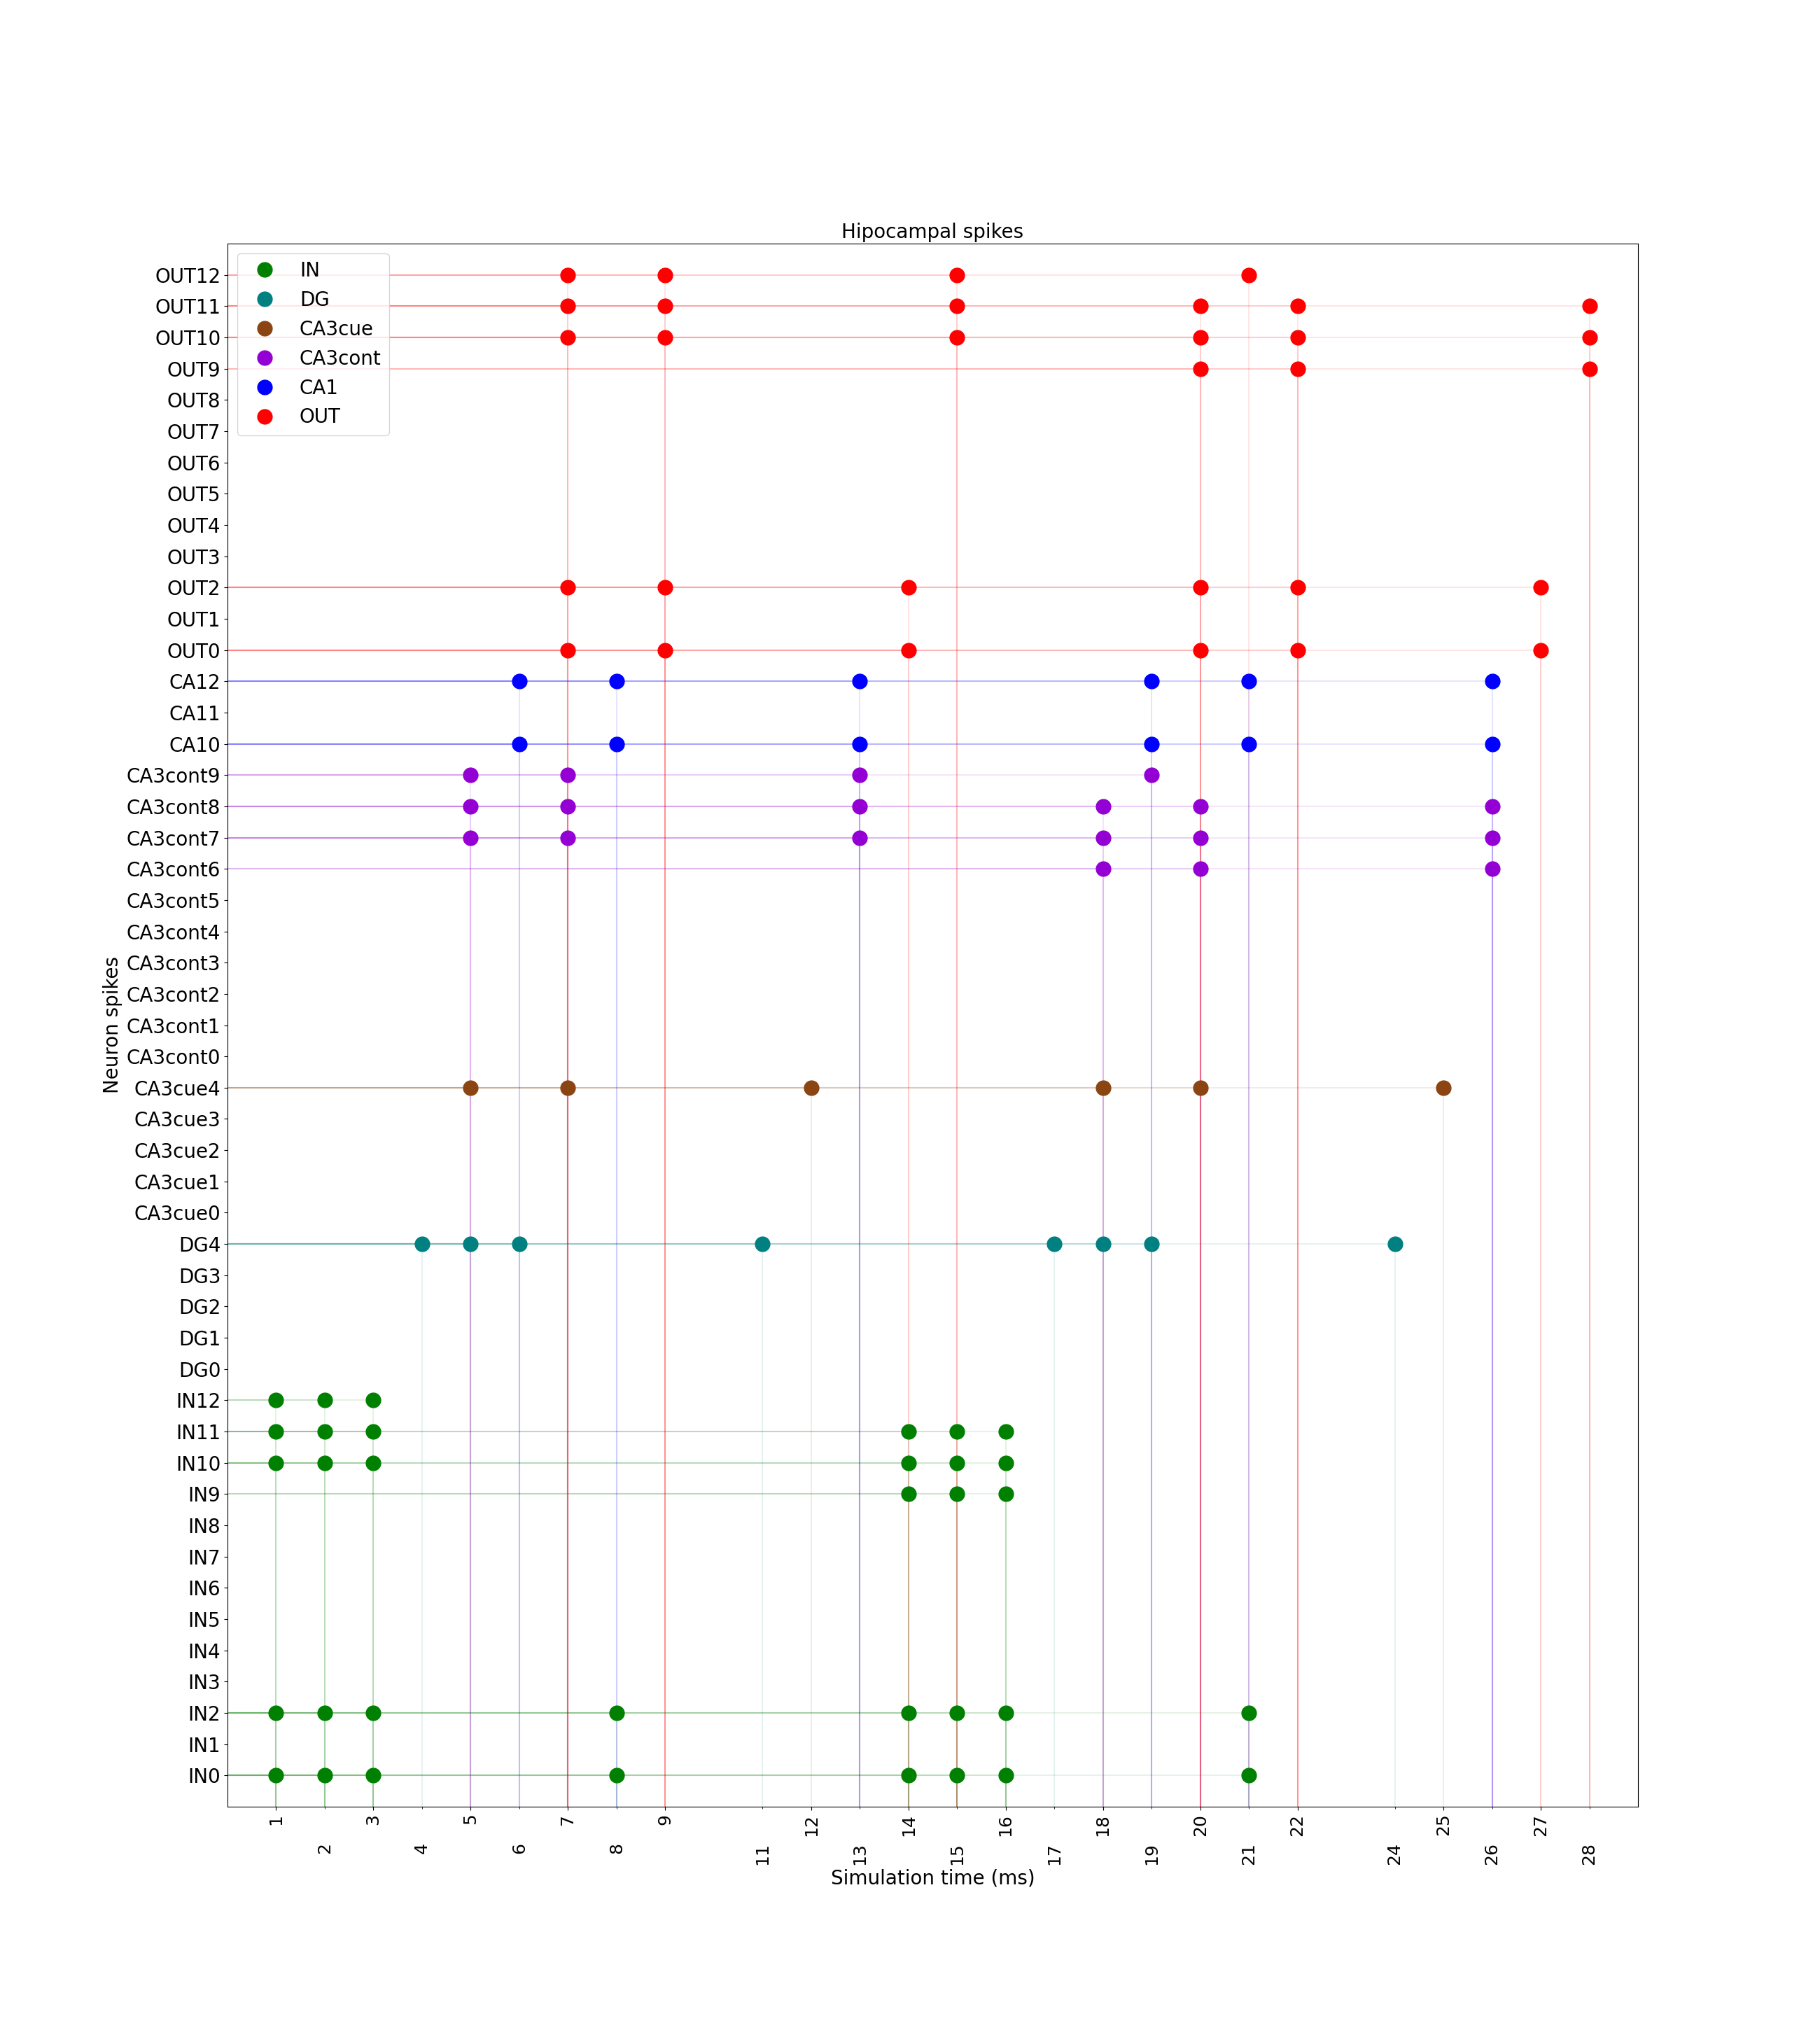 Hipocampal spikes
IN
DG
CA3cue
CA3cont
CA1
OUT
OUT12
OUT11
OUT10
OUT9
OUT8
OUT7
OUT6
OUT5
OUT4
OUT3
OUT2
OUT1
OUT0
CA12
CA11
CA10
CA3cont9
CA3cont8
CA3cont7
CA3cont6
CA3cont5
CA3cont4
CA3cont3
CA3cont2
CA3cont1
CA3cont0
CA3cue4
CA3cue3
CA3cue2
CA3cue1
CA3cue0
DG4
DG3
DG2
DG1
DG0
IN12
IN11
IN10
IN9
IN8
IN7
IN6
IN5
IN4
IN3
IN2
IN1
IN0
Neuron spikes
1 2 3 4 5 6 7 8 9 11 12 13 14 15 16 17 18 19 20 21 22 24 25 26 27 28
Simulation time (ms)